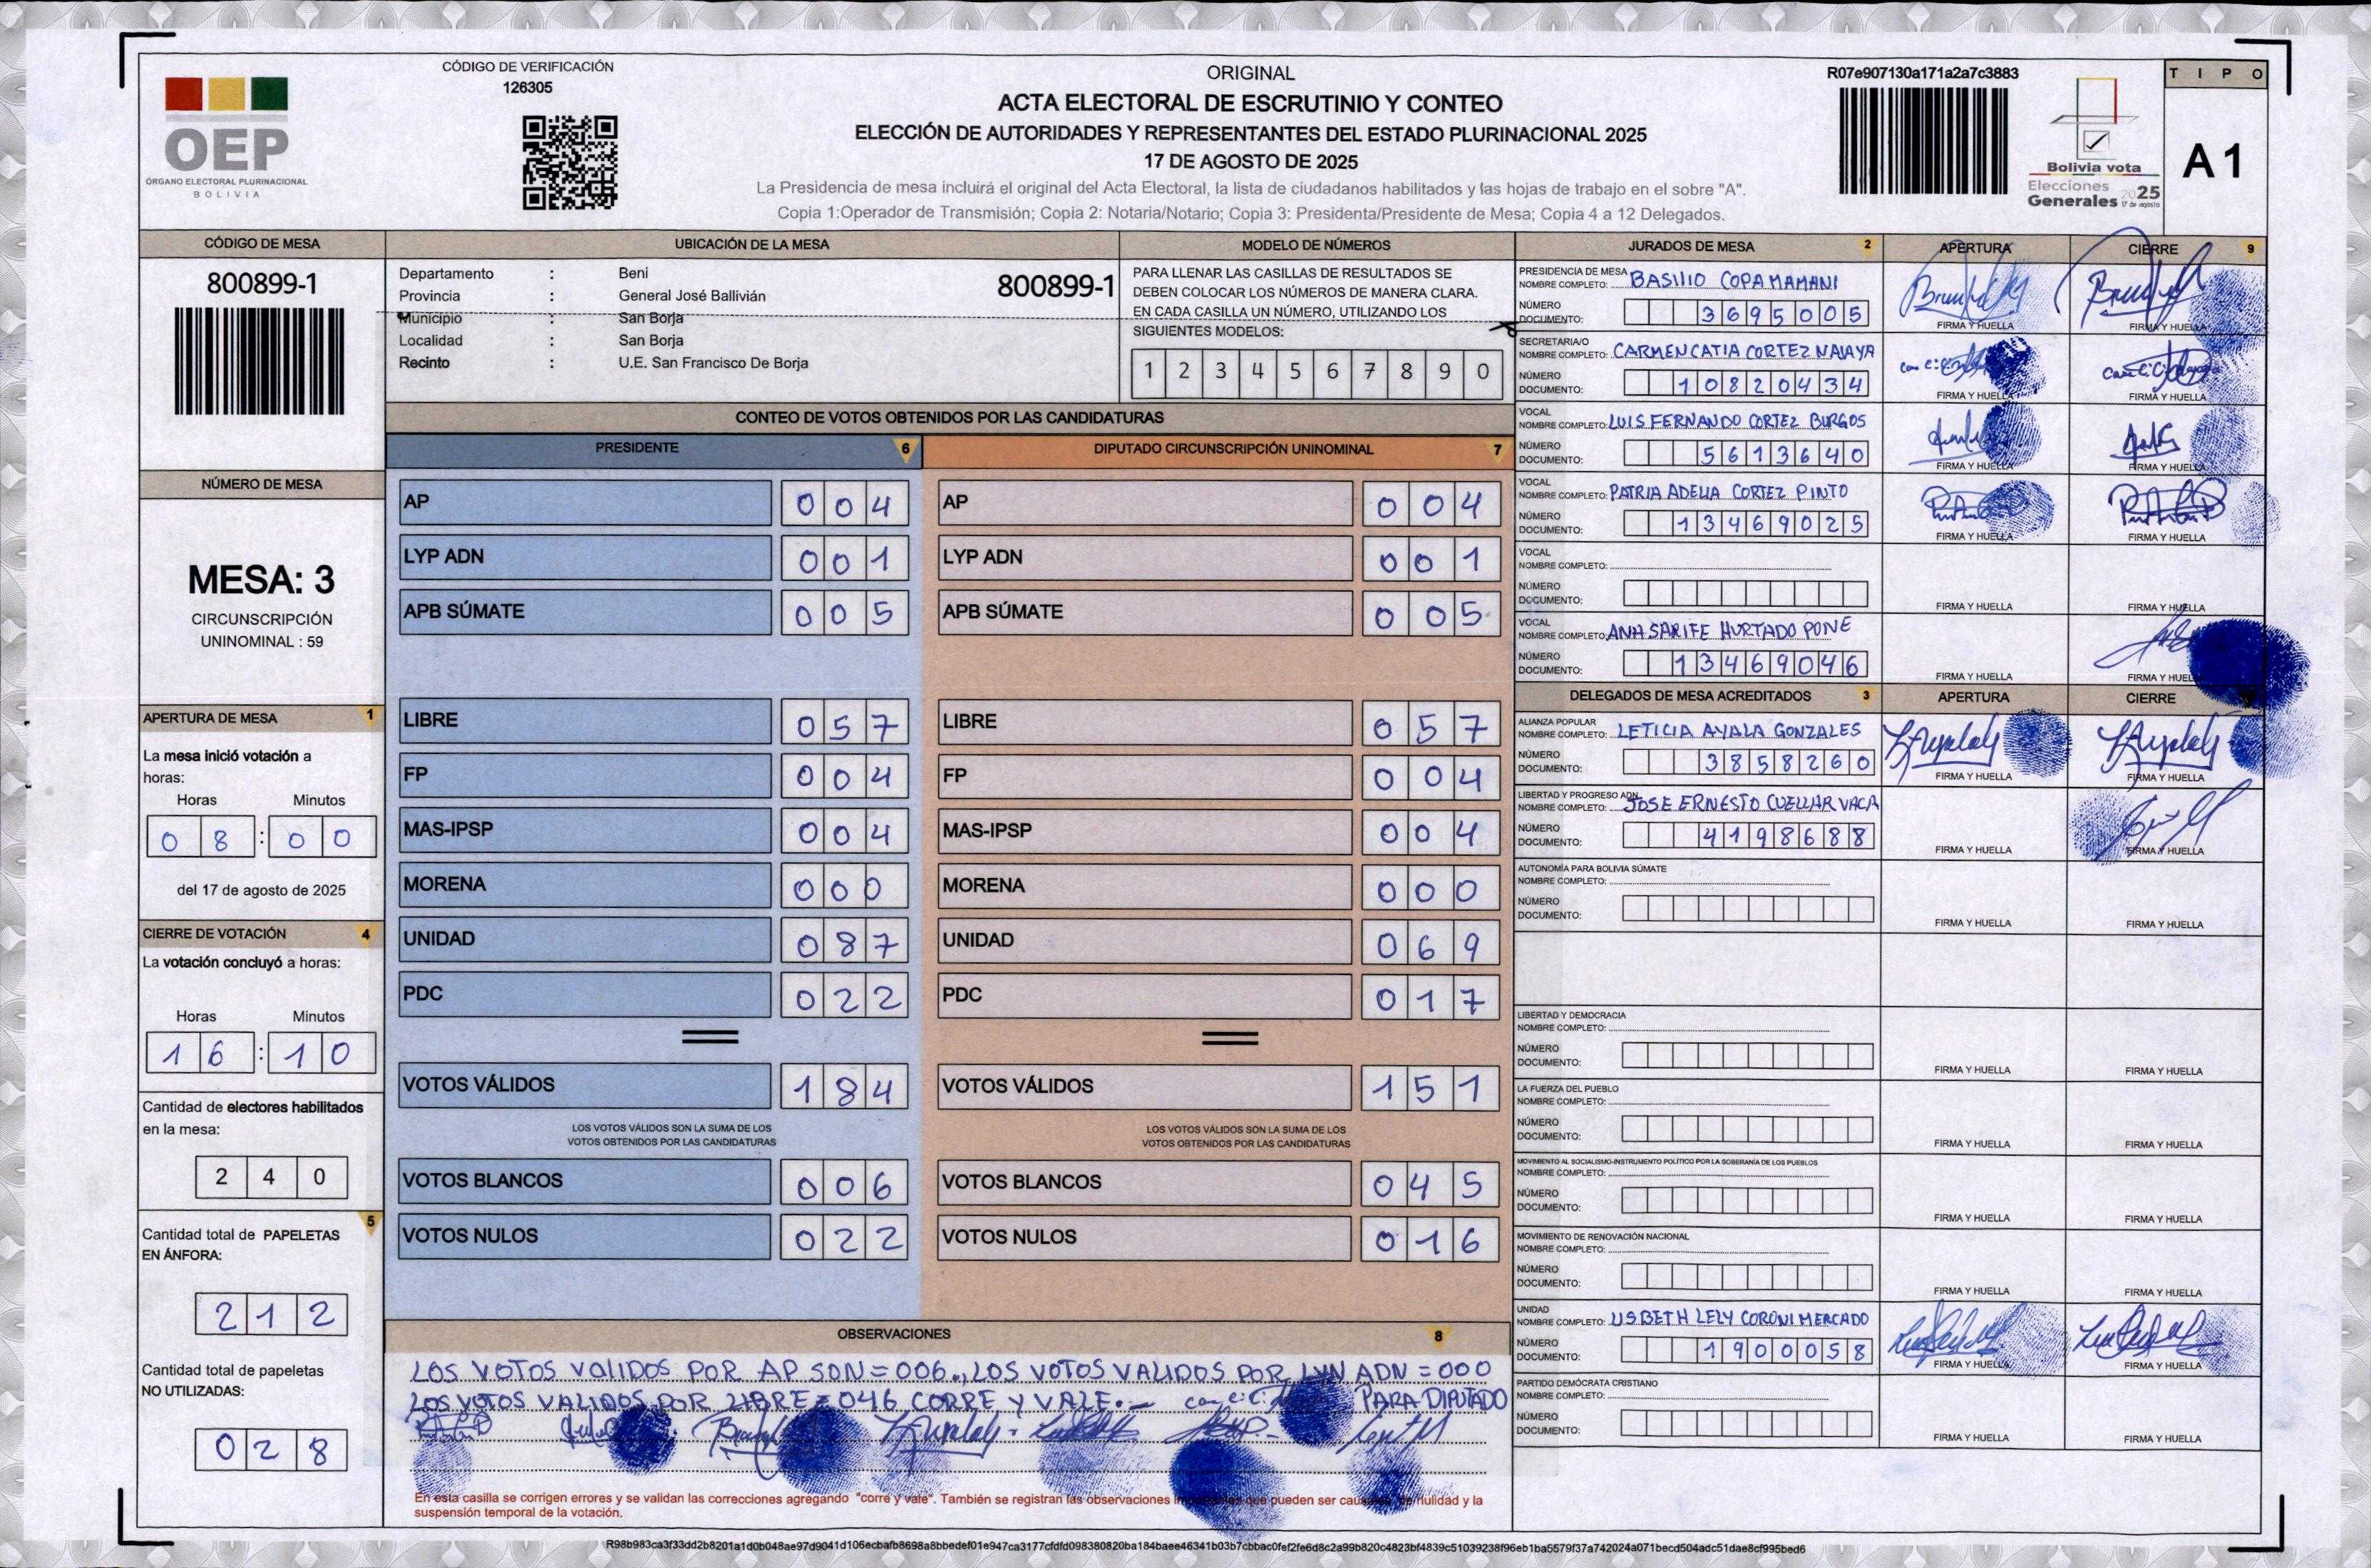 CÓDIGO DE VERIFICACIÓN
126305
OEP
ÓRGANO ELECTORAL PLURINACIONAL
BOLIVIA
ORIGINAL
ACTA ELECTORAL DE ESCRUTINIO Y CONTEO
ELECCIÓN DE AUTORIDADES Y REPRESENTANTES DEL ESTADO PLURINACIONAL 2025
17 DE AGOSTO DE 2025
La Presidencia de mesa incluirá el original del Acta Electoral, la lista de ciudadanos habilitados y las hojas de trabajo en el sobre "A".
Copia 1:Operador de Transmisión; Copia 2: Notaria/Notario; Copia 3: Presidenta/Presidente de Mesa; Copia 4 a 12 Delegados.
R07e907130a171a2a7c3883
Bolivia vota
Elecciones
Generales 2025
17 de agosto
TIPO
A 1
CÓDIGO DE MESA
800899-1
NÚMERO DE MESA
MESA: 3
CIRCUNSCRIPCIÓN
UNINOMINAL : 59
APERTURA DE MESA 1
La mesa inició votación a
horas:
Horas Minutos
08 : 00
del 17 de agosto de 2025
CIERRE DE VOTACIÓN 4
La votación concluyó a horas:
Horas Minutos
16 : 10
Cantidad de electores habilitados
en la mesa:
240
5
Cantidad total de PAPELETAS
EN ÁNFORA:
212
Cantidad total de papeletas
NO UTILIZADAS:
028
UBICACIÓN DE LA MESA
Departamento : Beni
800899-1
Provincia : General José Ballivián
Municipio : San Borja
Localidad : San Borja
Recinto : U.E. San Francisco De Borja
MODELO DE NÚMEROS
PARA LLENAR LAS CASILLAS DE RESULTADOS SE
DEBEN COLOCAR LOS NÚMEROS DE MANERA CLARA.
EN CADA CASILLA UN NÚMERO, UTILIZANDO LOS
SIGUIENTES MODELOS:
1 2 3 4 5 6 7 8 9 0
CONTEO DE VOTOS OBTENIDOS POR LAS CANDIDATURAS
PRESIDENTE 6
AP 004
LYP ADN 001
APB SÚMATE 005
LIBRE 057
FP 004
MAS-IPSP 004
MORENA 000
UNIDAD 087
PDC 022
VOTOS VÁLIDOS 184
LOS VOTOS VÁLIDOS SON LA SUMA DE LOS
VOTOS OBTENIDOS POR LAS CANDIDATURAS
VOTOS BLANCOS 006
VOTOS NULOS 022
DIPUTADO CIRCUNSCRIPCIÓN UNINOMINAL 7
AP 004
LYP ADN 001
APB SÚMATE 005
LIBRE 057
FP 004
MAS-IPSP 004
MORENA 000
UNIDAD 069
PDC 017
VOTOS VÁLIDOS 151
LOS VOTOS VÁLIDOS SON LA SUMA DE LOS
VOTOS OBTENIDOS POR LAS CANDIDATURAS
VOTOS BLANCOS 045
VOTOS NULOS 016
OBSERVACIONES 8
LOS VOTOS VALIDOS POR AP SON=006., LOS VOTOS VALIDOS POR LYN ADN =000
LOS VOTOS VALIDOS POR LIBRE=046 CORRE Y VALE.- PARA DIPUTADO
En esta casilla se corrigen errores y se validan las correcciones agregando "corre y vale". También se registran las observaciones que pueden ser nulidad y la
suspensión temporal de la votación.
JURADOS DE MESA 2 APERTURA CIERRE 9
PRESIDENCIA DE MESA
NOMBRE COMPLETO: BASILIO COPA MAMANI
NÚMERO
DOCUMENTO: 3695005
FIRMA Y HUELLA FIRMA Y HUELLA
SECRETARIA/O
NOMBRE COMPLETO: CARMEN CATIA CORTEZ NAVAYA
NÚMERO
DOCUMENTO: 10820434
FIRMA Y HUELLA FIRMA Y HUELLA
VOCAL
NOMBRE COMPLETO: LUIS FERNANDO CORTEZ BURGOS
NÚMERO
DOCUMENTO: 5613640
FIRMA Y HUELLA FIRMA Y HUELLA
VOCAL
NOMBRE COMPLETO: PATRIA ADELIA CORTEZ PINTO
NÚMERO
DOCUMENTO: 13469025
FIRMA Y HUELLA FIRMA Y HUELLA
VOCAL
NOMBRE COMPLETO:
NÚMERO
DOCUMENTO:
FIRMA Y HUELLA FIRMA Y HUELLA
VOCAL
NOMBRE COMPLETO: ANA SARIFE HURTADO PONE
NÚMERO
DOCUMENTO: 13469046
FIRMA Y HUELLA FIRMA Y HUELLA
DELEGADOS DE MESA ACREDITADOS 3 APERTURA CIERRE
ALIANZA POPULAR
NOMBRE COMPLETO: LETICIA AYALA GONZALES
NÚMERO
DOCUMENTO: 3858260
FIRMA Y HUELLA FIRMA Y HUELLA
LIBERTAD Y PROGRESO ADN
NOMBRE COMPLETO: JOSE ERNESTO CUELLAR VACA
NÚMERO
DOCUMENTO: 4198688
FIRMA Y HUELLA FIRMA Y HUELLA
AUTONOMÍA PARA BOLIVIA SÚMATE
NOMBRE COMPLETO:
NÚMERO
DOCUMENTO:
FIRMA Y HUELLA FIRMA Y HUELLA
LIBERTAD Y DEMOCRACIA
NOMBRE COMPLETO:
NÚMERO
DOCUMENTO:
FIRMA Y HUELLA FIRMA Y HUELLA
LA FUERZA DEL PUEBLO
NOMBRE COMPLETO:
NÚMERO
DOCUMENTO:
FIRMA Y HUELLA FIRMA Y HUELLA
MOVIMIENTO AL SOCIALISMO-INSTRUMENTO POLÍTICO POR LA SOBERANÍA DE LOS PUEBLOS
NOMBRE COMPLETO:
NÚMERO
DOCUMENTO:
FIRMA Y HUELLA FIRMA Y HUELLA
MOVIMIENTO DE RENOVACIÓN NACIONAL
NOMBRE COMPLETO:
NÚMERO
DOCUMENTO:
FIRMA Y HUELLA FIRMA Y HUELLA
UNIDAD
NOMBRE COMPLETO: LISBETH LELY CORONI MERCADO
NÚMERO
DOCUMENTO: 1900058
FIRMA Y HUELLA FIRMA Y HUELLA
PARTIDO DEMÓCRATA CRISTIANO
NOMBRE COMPLETO:
NÚMERO
DOCUMENTO:
FIRMA Y HUELLA FIRMA Y HUELLA